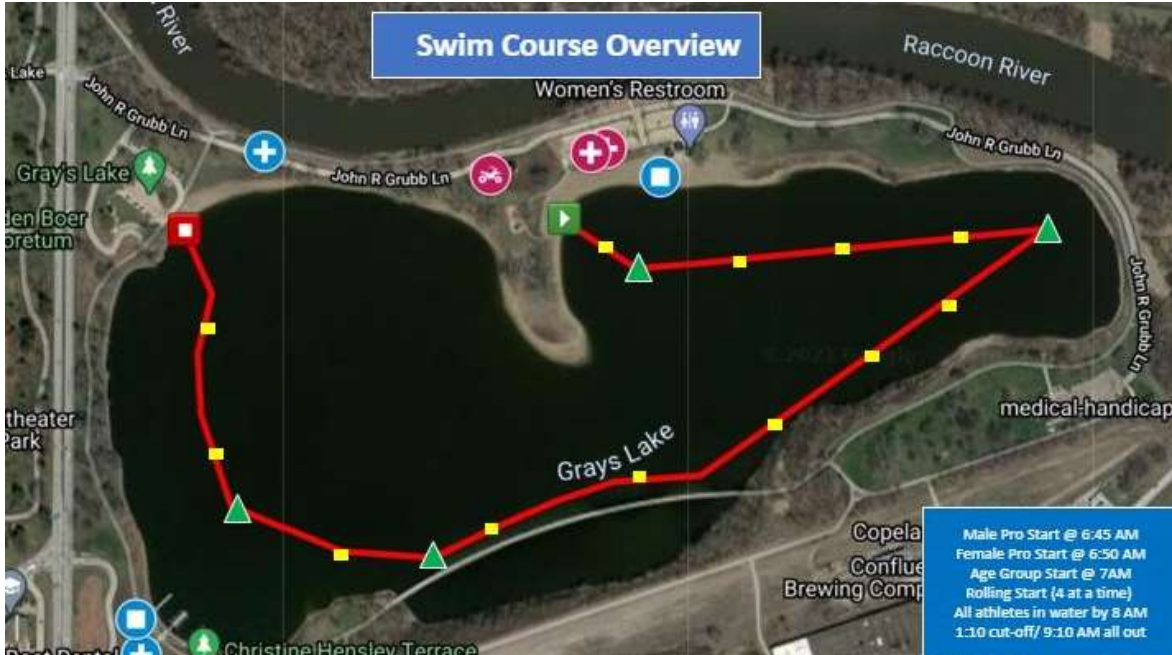 Swim Course Overview
River
Raccoon River
Lake
John R Grubb Ln
Women's Restroom
John R Grubb Ln
Gray's Lake
John R Grubb Ln
den Boer
oretum
John R Grubb Ln
medical-handicap
theater
Park
Grays Lake
Copela
Conflue
Brewing Comp
Male Pro Start @ 6:45 AM
Female Pro Start @ 6:50 AM
Age Group Start @ 7AM
Rolling Start (4 at a time)
All athletes in water by 8 AM
1:10 cut-off/ 9:10 AM all out
Christine Hensley Terrace